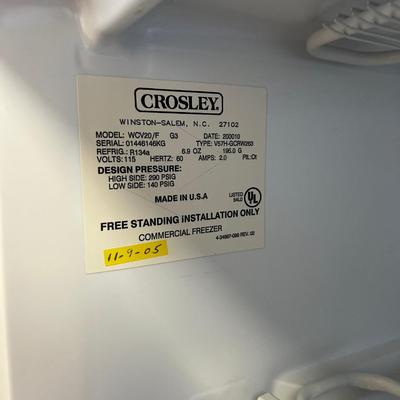 CROSLEY.
WINSTON-SALEM, N.C. 27102
MODEL: WCV20/F G3 DATE: 200010
SERIAL: 01446146KG TYPE: V57H-GCRW263
REFRIG.: R134a 6.9 OZ 195.0 G
VOLTS: 115 HERTZ: 60 AMPS: 2.0
DESIGN PRESSURE:
HIGH SIDE: 290 PSIG
LOW SIDE: 140 PSIG
MADE IN U.S.A
LISTED
UL
FREE STANDING INSTALLATION ONLY
COMMERCIAL FREEZER
11-9-05